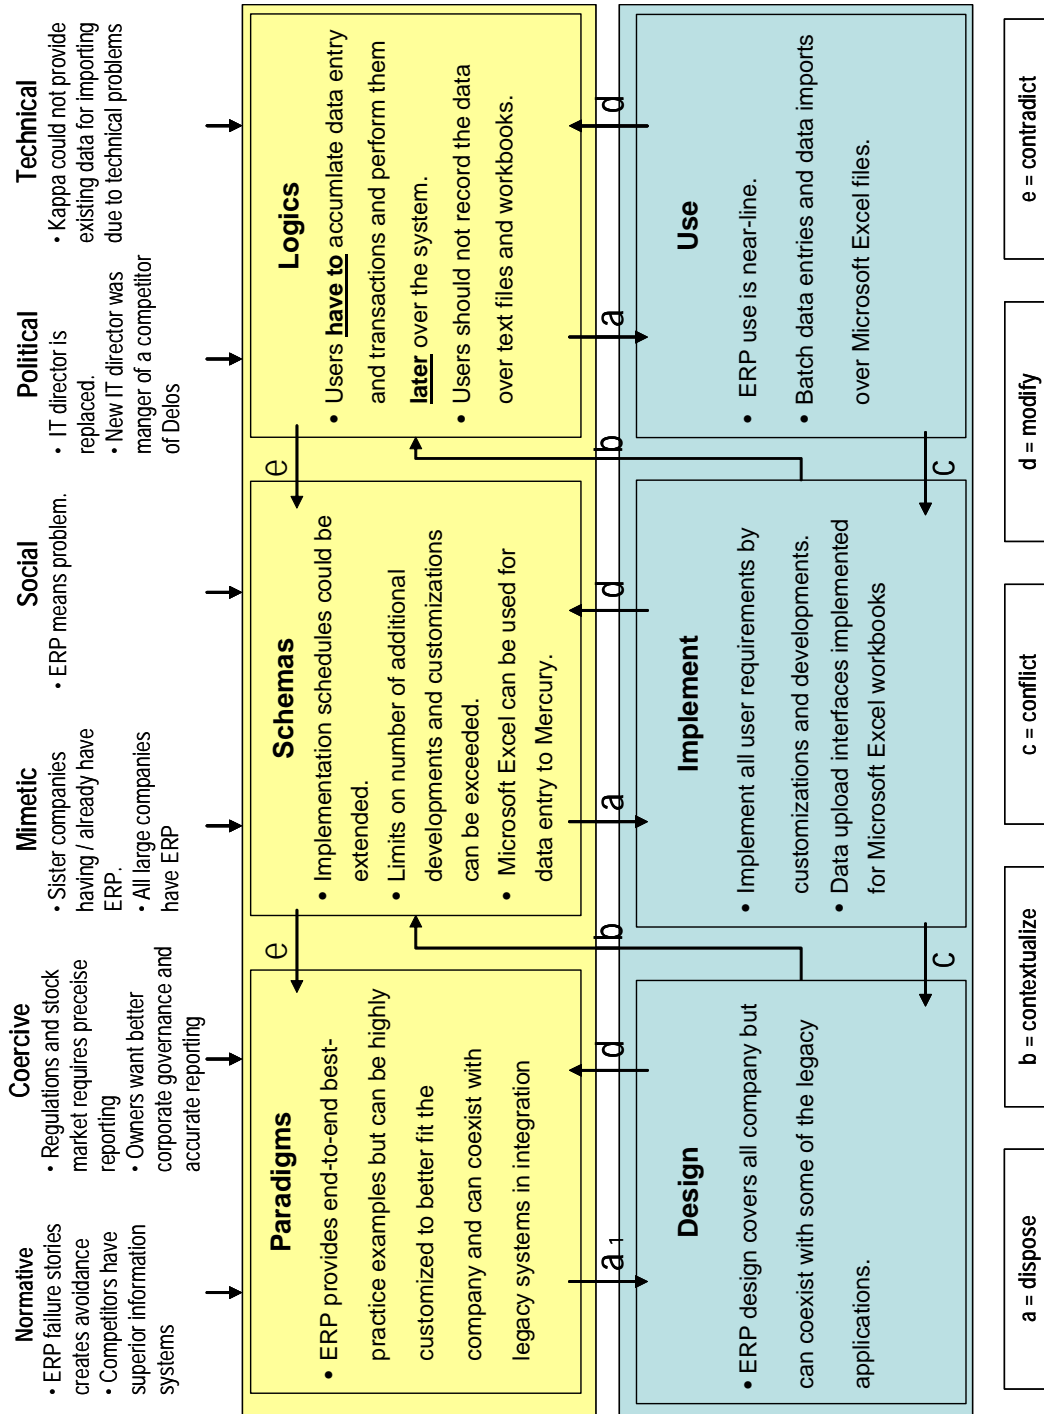 Normative
• ERP failure stories
creates avoidance
• Competitors have
superior information
systems
Coercive
• Regulations and stock
market requires preceise
reporting
• Owners want better
corporate governance and
accurate reporting
Mimetic
• Sister companies
having / already have
ERP.
• All large companies
have ERP
Social
• ERP means problem.
Political
• IT director is
replaced.
• New IT director was
manger of a competitor
of Delos
Technical
• Kappa could not provide
existing data for importing
due to technical problems
Paradigms
• ERP provides end-to-end best-
practice examples but can be highly
customized to better fit the
company and can coexist with
legacy systems in integration
e
Schemas
• Implementation schedules could be
extended.
• Limits on number of additional
developments and customizations
can be exceeded.
• Microsoft Excel can be used for
data entry to Mercury.
e
Logics
• Users have to accumlate data entry
and transactions and perform them
later over the system.
• Users should not record the data
over text files and workbooks.
a 1
d
b
a
d
b
a
d
Design
• ERP design covers all company but
can coexist with some of the legacy
applications.
c
Implement
• Implement all user requirements by
customizations and developments.
• Data upload interfaces implemented
for Microsoft Excel workbooks
c
Use
• ERP use is near-line.
• Batch data entries and data imports
over Microsoft Excel files.
a = dispose
b = contextualize
c = conflict
d = modify
e = contradict